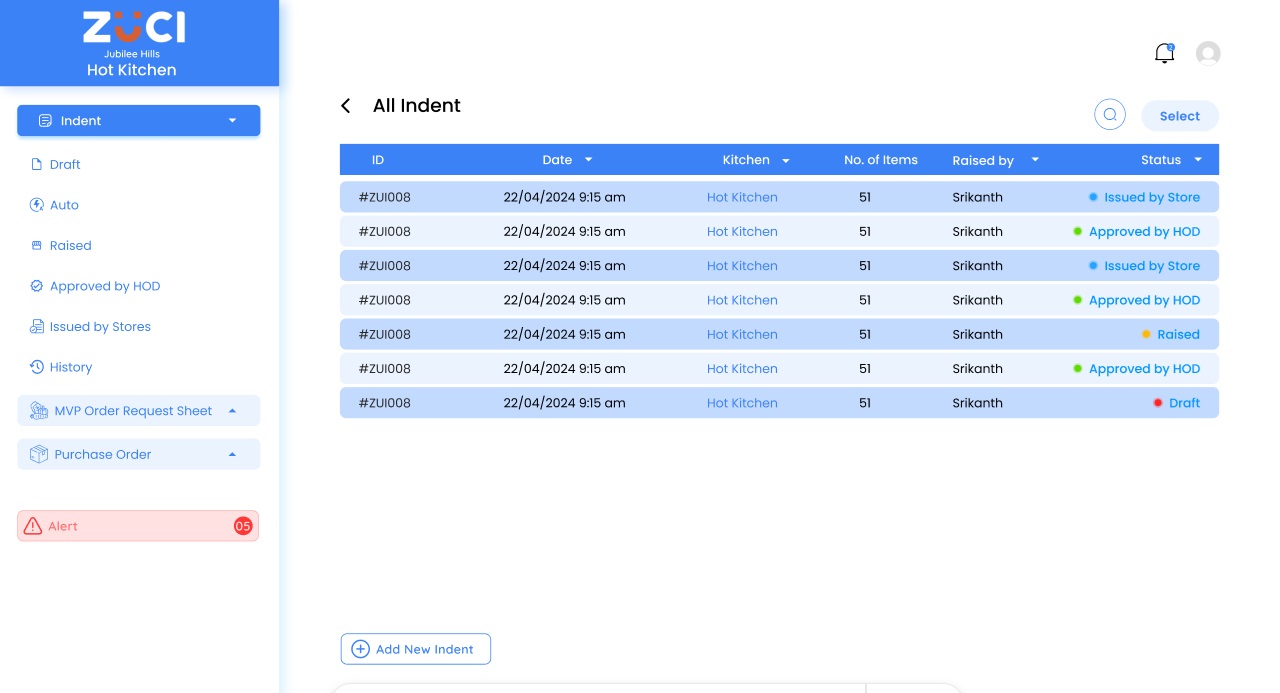 ZÜCI
Jubilee Hills
Hot Kitchen
Indent
Draft
Auto
Raised
Approved by HOD
Issued by Stores
History
MVP Order Request Sheet
Purchase Order
Alert 05
2
All Indent
Select
ID Date Kitchen No. of Items Raised by Status
#ZUI008 22/04/2024 9:15 am Hot Kitchen 51 Srikanth Issued by Store
#ZUI008 22/04/2024 9:15 am Hot Kitchen 51 Srikanth Approved by HOD
#ZUI008 22/04/2024 9:15 am Hot Kitchen 51 Srikanth Issued by Store
#ZUI008 22/04/2024 9:15 am Hot Kitchen 51 Srikanth Approved by HOD
#ZUI008 22/04/2024 9:15 am Hot Kitchen 51 Srikanth Raised
#ZUI008 22/04/2024 9:15 am Hot Kitchen 51 Srikanth Approved by HOD
#ZUI008 22/04/2024 9:15 am Hot Kitchen 51 Srikanth Draft
Add New Indent